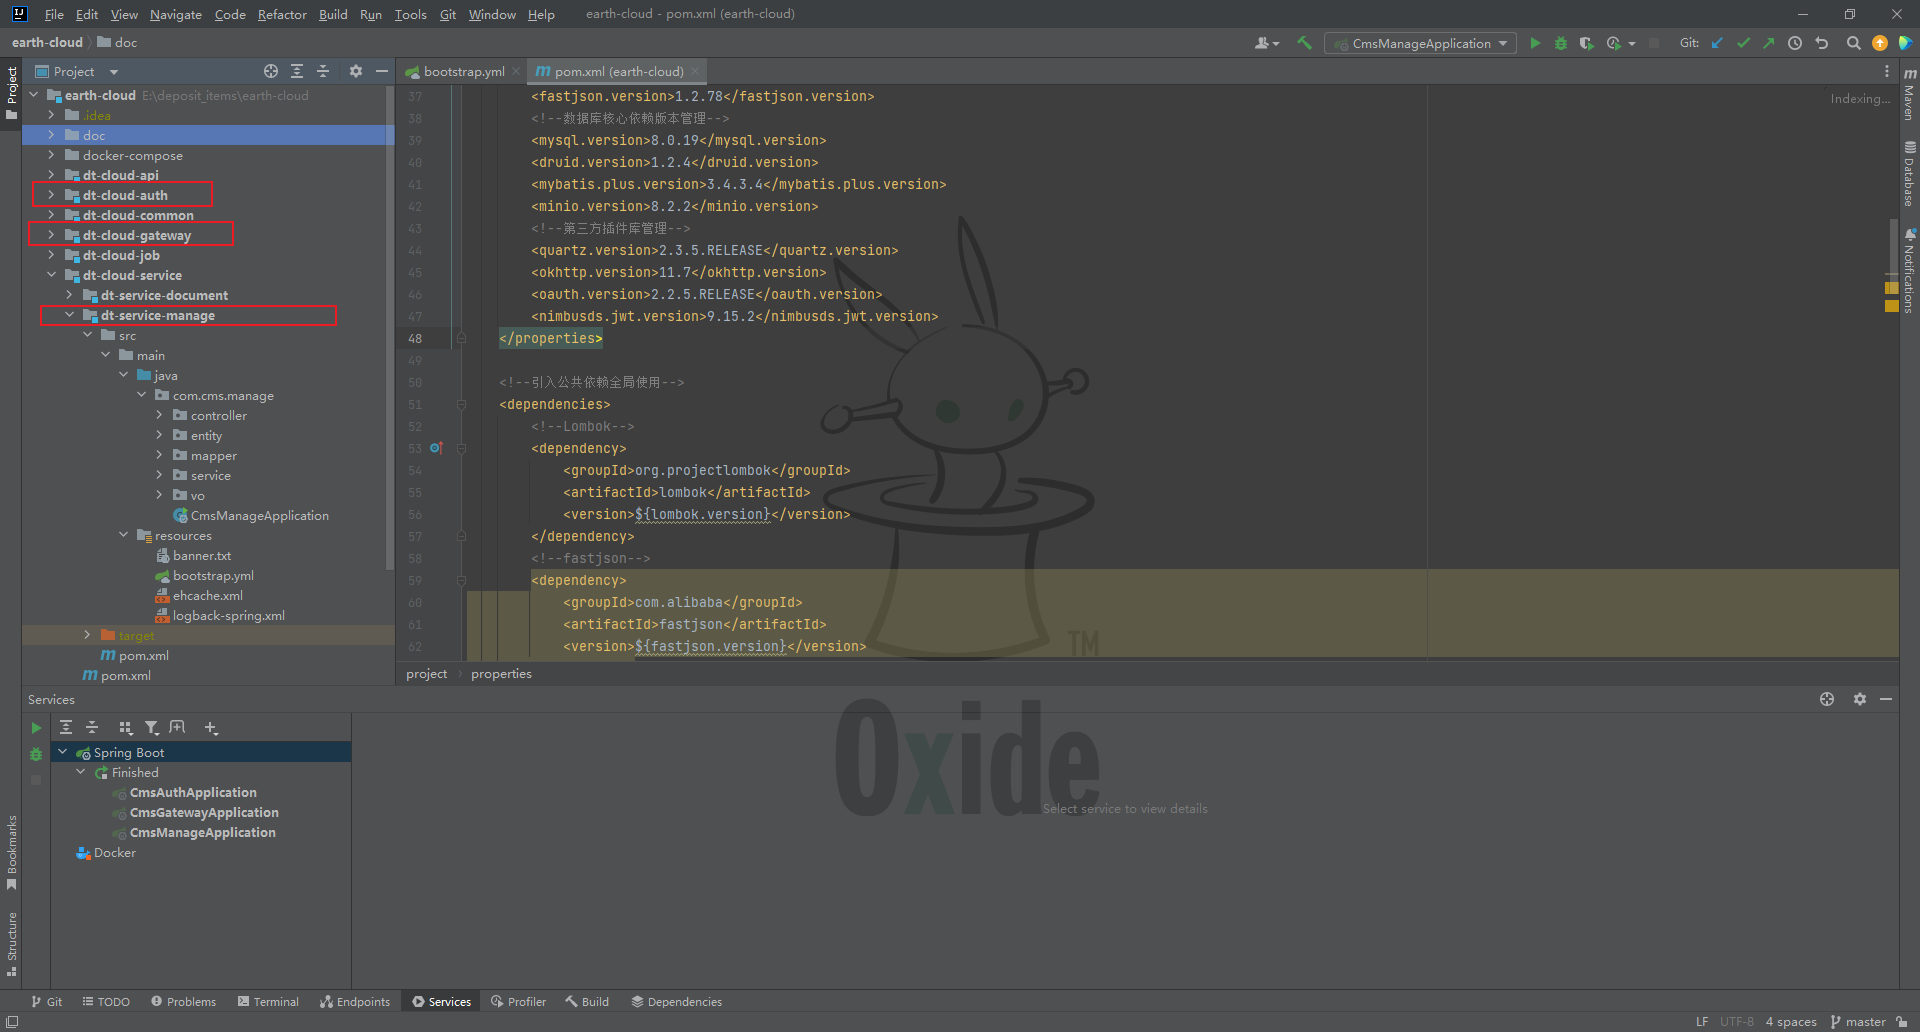 File Edit View Navigate Code Refactor Build Run Tools Git Window Help earth-cloud - pom.xml (earth-cloud)
earth-cloud doc
CmsManageApplication Git:
Project
bootstrap.yml pom.xml (earth-cloud)
Project
earth-cloud E:\deposit_items\earth-cloud
.idea
doc
docker-compose
dt-cloud-api
dt-cloud-auth
dt-cloud-common
dt-cloud-gateway
dt-cloud-job
dt-cloud-service
dt-service-document
dt-service-manage
src
main
java
com.cms.manage
controller
entity
mapper
service
vo
CmsManageApplication
resources
banner.txt
bootstrap.yml
ehcache.xml
logback-spring.xml
target
pom.xml
pom.xml
Indexing...
37 <fastjson.version>1.2.78</fastjson.version>
38 <!--数据库核心依赖版本管理-->
39 <mysql.version>8.0.19</mysql.version>
40 <druid.version>1.2.4</druid.version>
41 <mybatis.plus.version>3.4.3.4</mybatis.plus.version>
42 <minio.version>8.2.2</minio.version>
43 <!--第三方插件库管理-->
44 <quartz.version>2.3.5.RELEASE</quartz.version>
45 <okhttp.version>11.7</okhttp.version>
46 <oauth.version>2.2.5.RELEASE</oauth.version>
47 <nimbusds.jwt.version>9.15.2</nimbusds.jwt.version>
48 </properties>
49
50 <!--引入公共依赖全局使用-->
51 <dependencies>
52 <!--Lombok-->
53 <dependency>
54 <groupId>org.projectlombok</groupId>
55 <artifactId>lombok</artifactId>
56 <version>${lombok.version}</version>
57 </dependency>
58 <!--fastjson-->
59 <dependency>
60 <groupId>com.alibaba</groupId>
61 <artifactId>fastjson</artifactId>
62 <version>${fastjson.version}</version>
TM
project properties
Maven
Database
Notifications
Services
Spring Boot
Finished
CmsAuthApplication
CmsGatewayApplication
CmsManageApplication
Docker
0xide
Select service to view details
Bookmarks
Structure
Git TODO Problems Terminal Endpoints Services Profiler Build Dependencies
LF UTF-8 4 spaces master